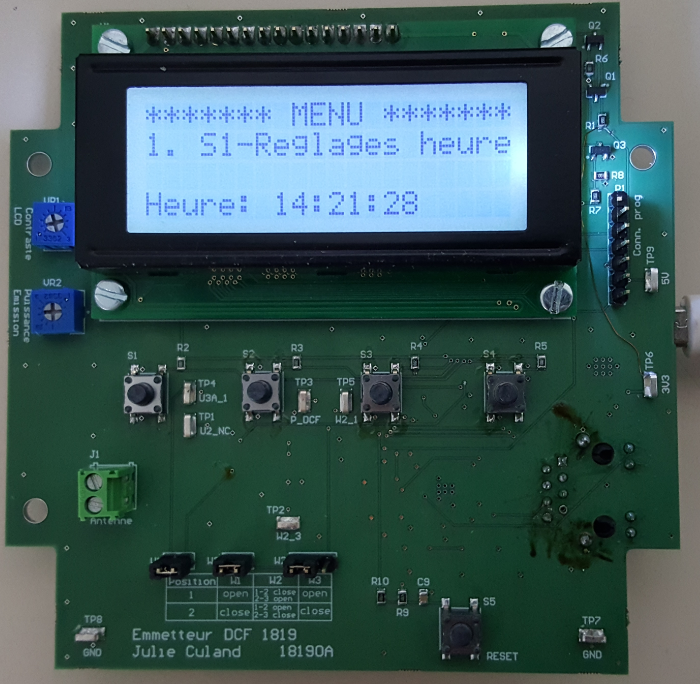 Q2
R6
Q1
******* MENU *******
1. S1-Reglages heure
Heure: 14:21:28
R1
Q3
R8
P1
R7
Conn. prog
VR1
Contraste
LCD
TP9
5V
VR2
Puissance
Emission
TP6
3V3
S1
R2
S2
R3
S3
R4
S4
R5
TP4
U3A_1
TP3
P_DCF
TP5
W2_1
TP1
U2_NC
J1
Antenne
TP2
W2_3
Position W1 W2 W3
1 open 1-2 close 2-3 open open
2 close 1-2 open 2-3 close close
R10
R9
C9
S5
RESET
TP8
GND
TP7
GND
Emmetteur DCF 1819
Julie Culand 1819OA